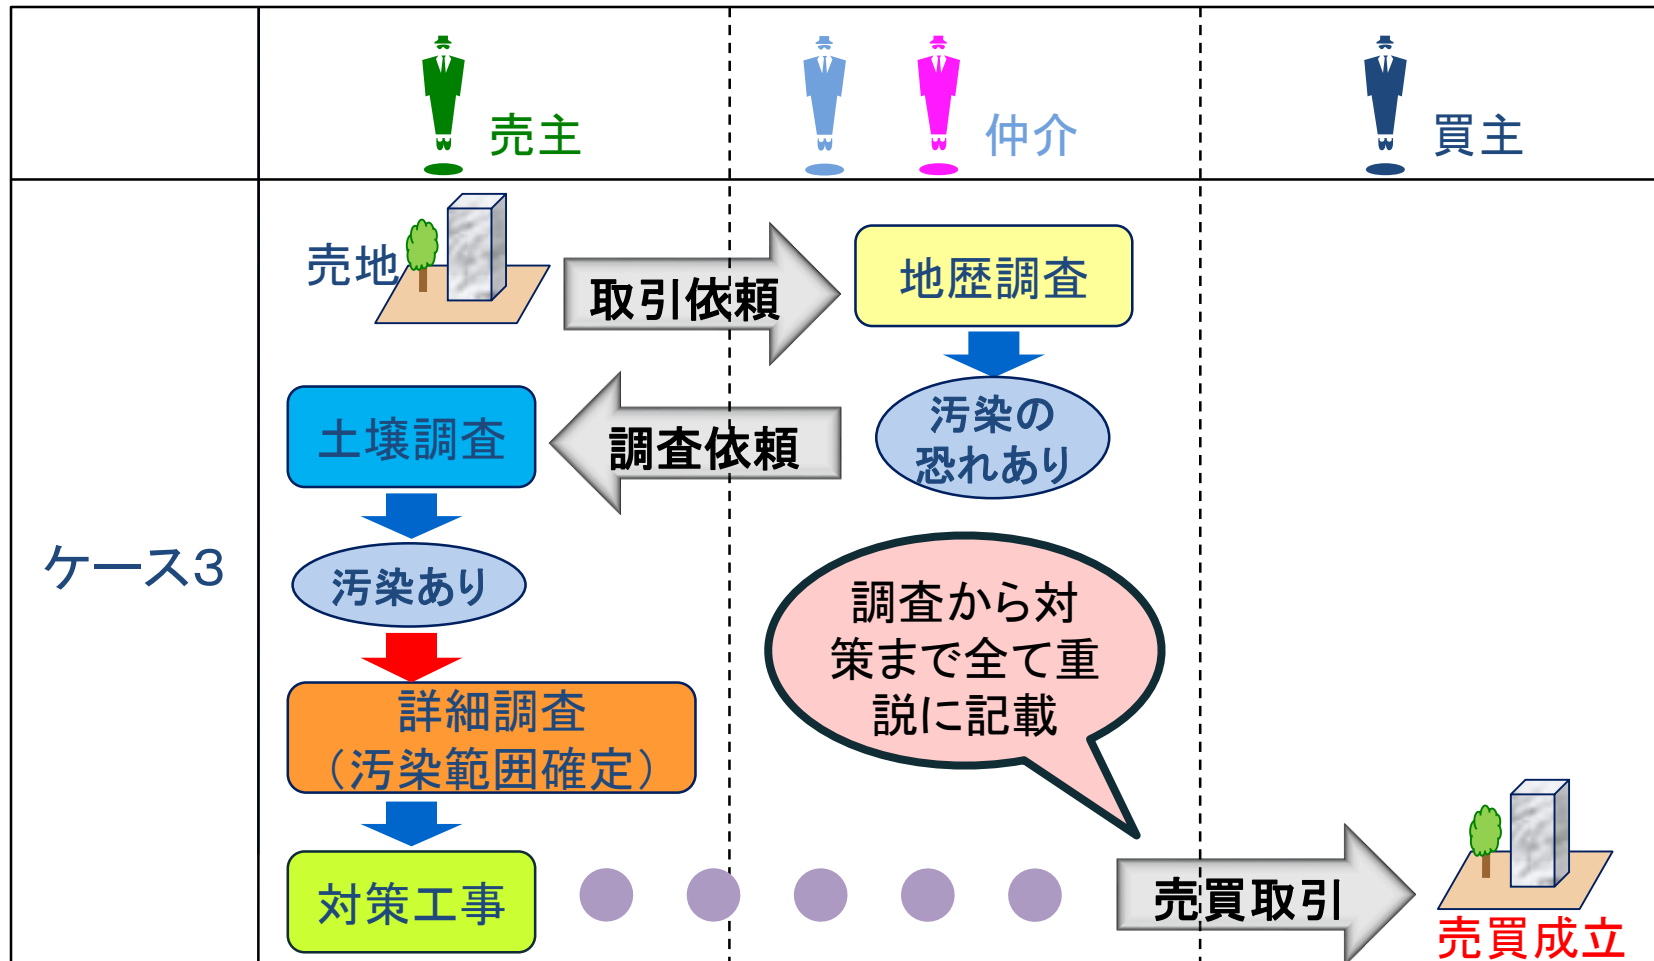 売主
仲介
買主
ケース3
売地
取引依頼
地歴調査
汚染の
恐れあり
調査依頼
土壌調査
汚染あり
詳細調査
（汚染範囲確定）
対策工事
調査から対
策まで全て重
説に記載
売買取引
売買成立